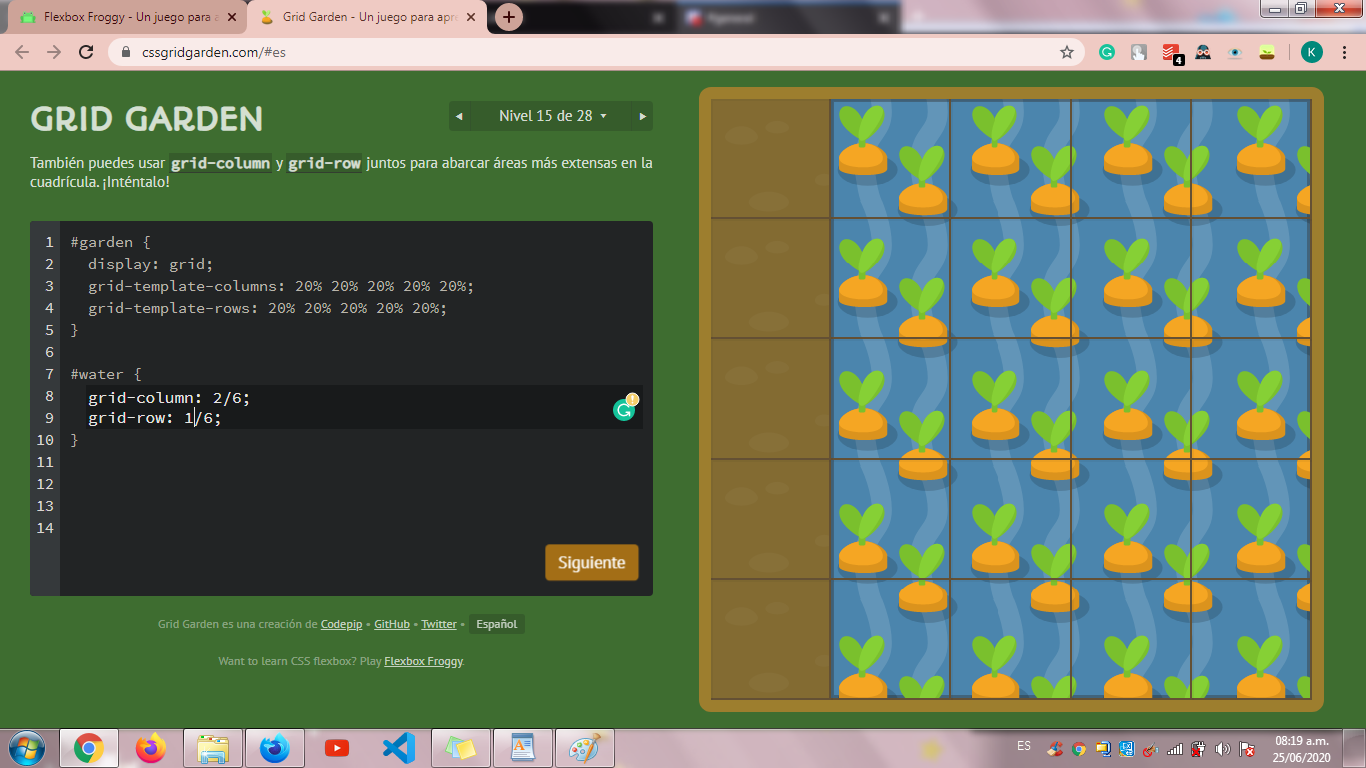 Flexbox Froggy - Un juego para a
Grid Garden - Un juego para apre
cssgridgarden.com/#es
4
K
GRID GARDEN
Nivel 15 de 28
También puedes usar grid-column y grid-row juntos para abarcar áreas más extensas en la
cuadrícula. ¡Inténtalo!
1 #garden {
2 display: grid;
3 grid-template-columns: 20% 20% 20% 20% 20%;
4 grid-template-rows: 20% 20% 20% 20% 20%;
5 }
6
7 #water {
8 grid-column: 2/6;
9 grid-row: 1/6;
10 }
11
12
13
14
Siguiente
Grid Garden es una creación de Codepip • GitHub • Twitter • Español
Want to learn CSS flexbox? Play Flexbox Froggy.
ES
08:19 a.m.
25/06/2020